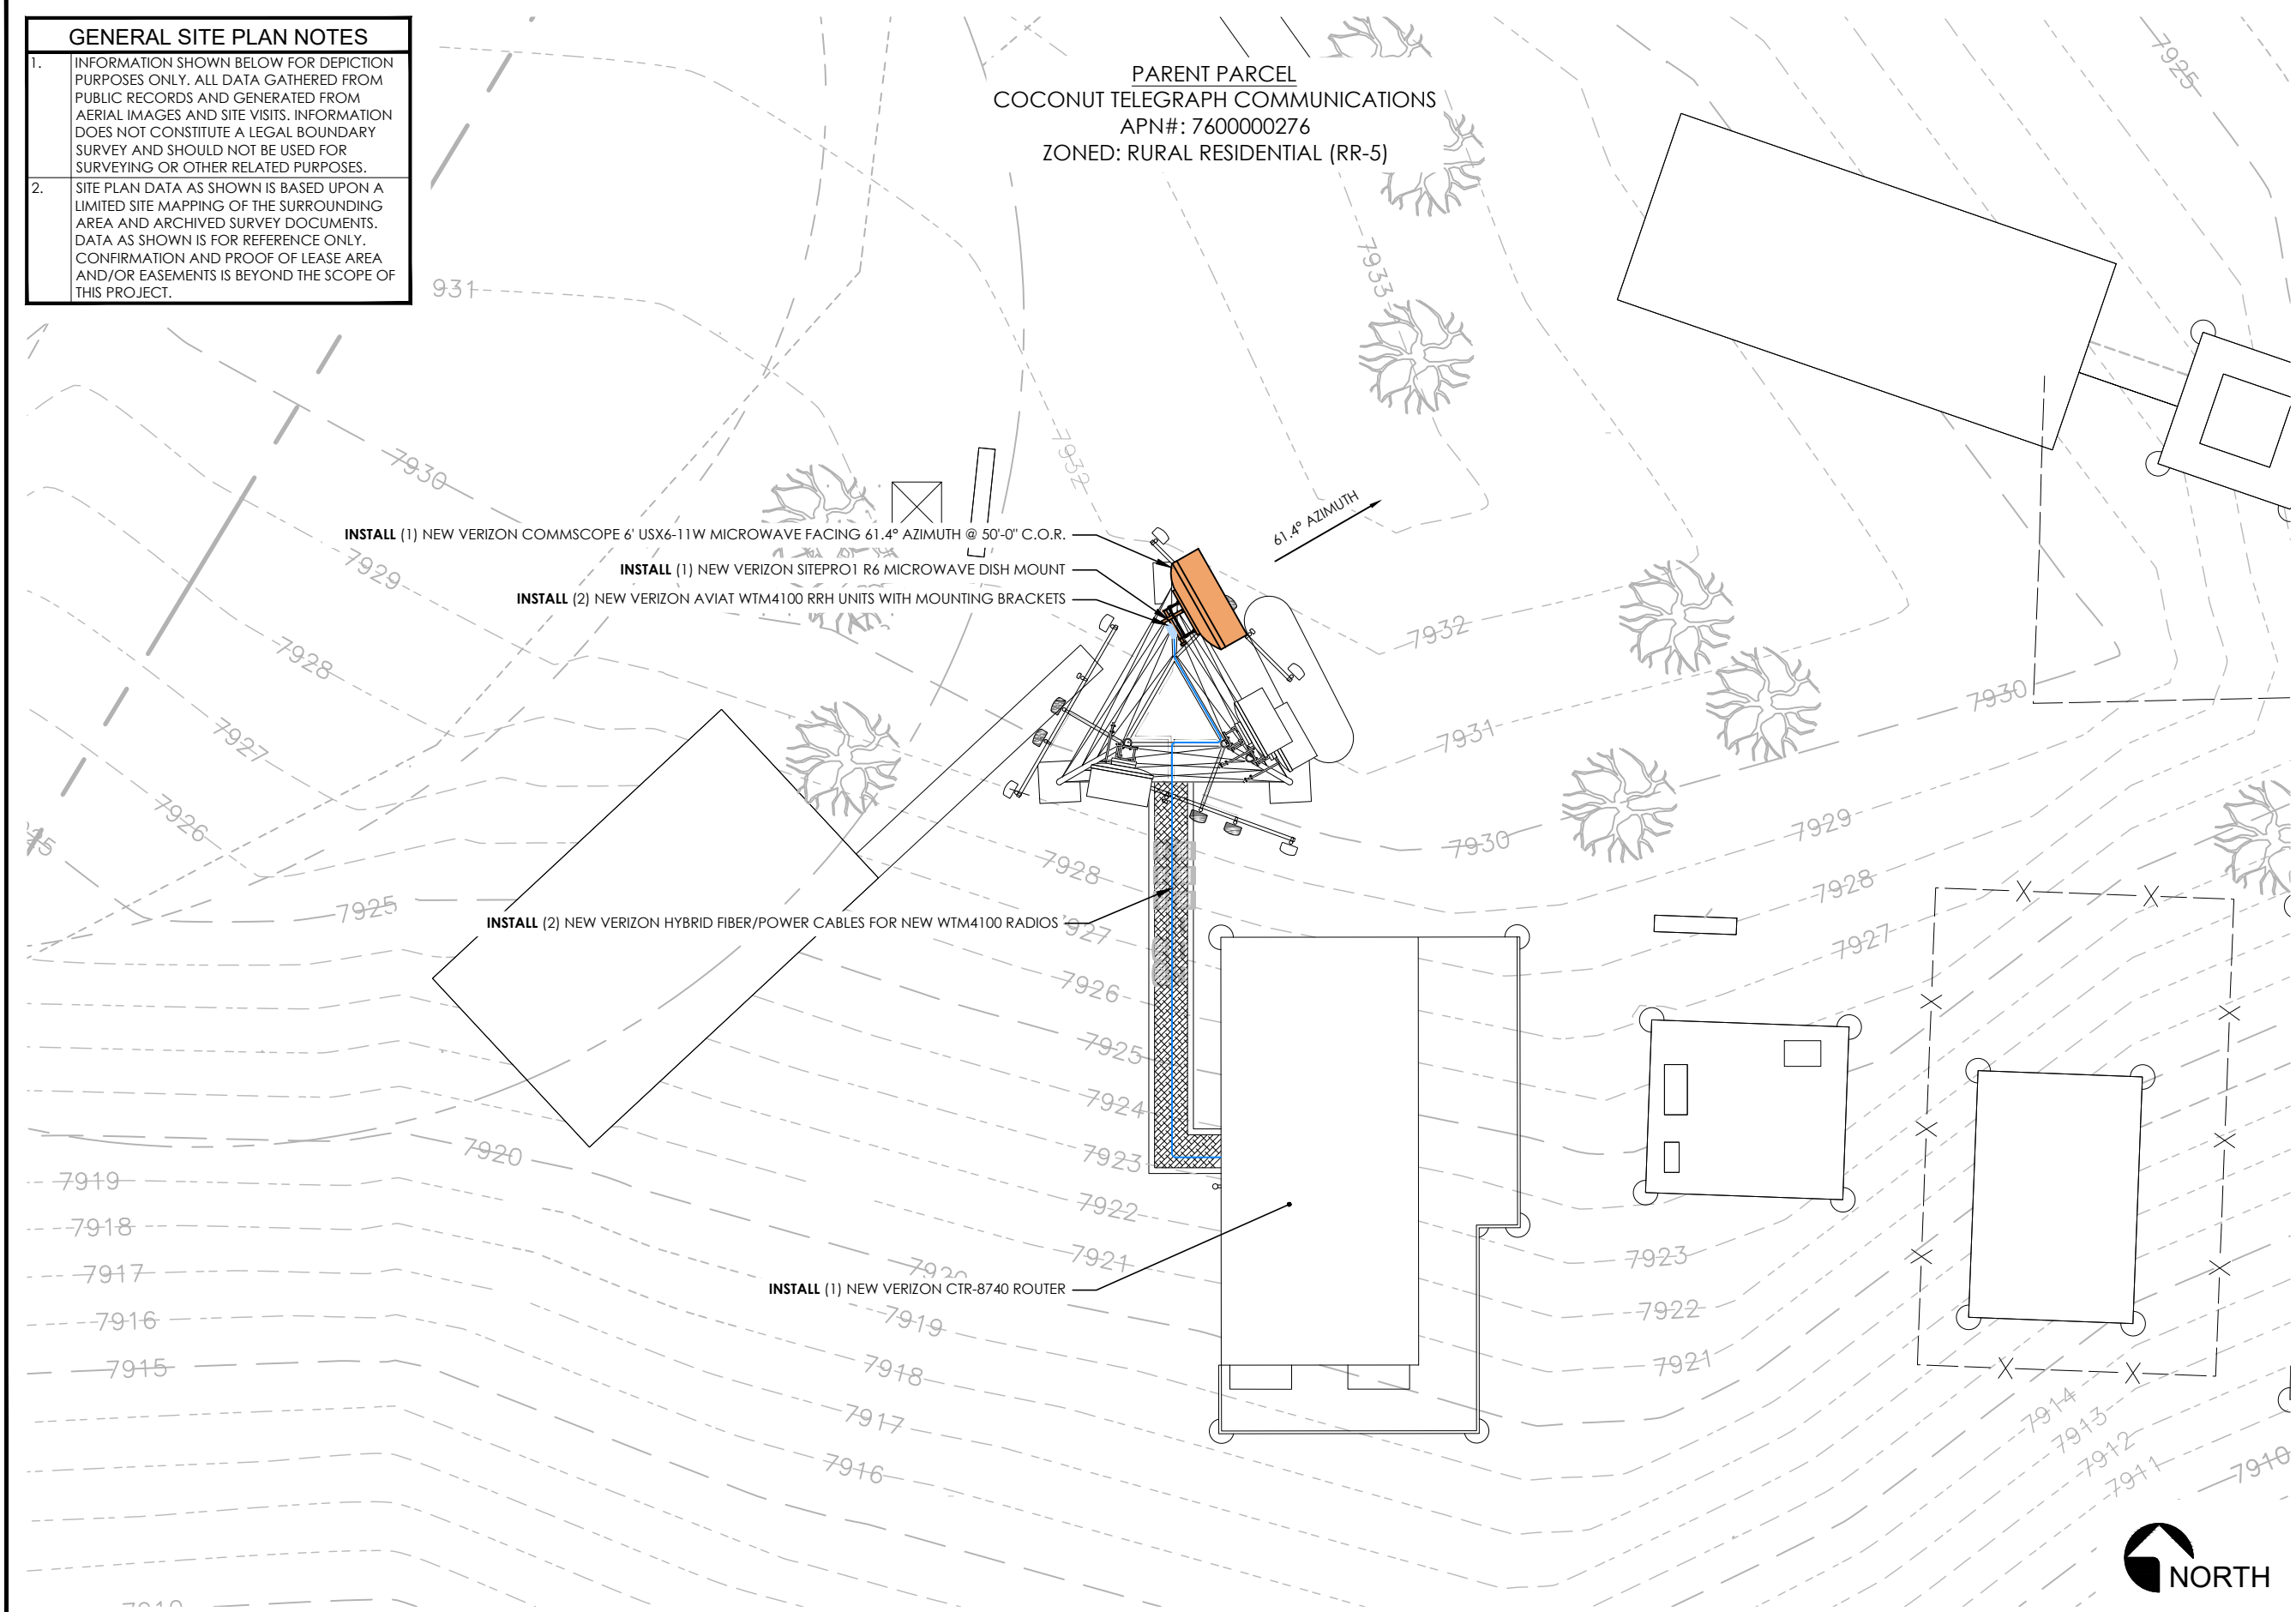 GENERAL SITE PLAN NOTES
1. INFORMATION SHOWN BELOW FOR DEPICTION
PURPOSES ONLY. ALL DATA GATHERED FROM
PUBLIC RECORDS AND GENERATED FROM
AERIAL IMAGES AND SITE VISITS. INFORMATION
DOES NOT CONSTITUTE A LEGAL BOUNDARY
SURVEY AND SHOULD NOT BE USED FOR
SURVEYING OR OTHER RELATED PURPOSES.
2. SITE PLAN DATA AS SHOWN IS BASED UPON A
LIMITED SITE MAPPING OF THE SURROUNDING
AREA AND ARCHIVED SURVEY DOCUMENTS.
DATA AS SHOWN IS FOR REFERENCE ONLY.
CONFIRMATION AND PROOF OF LEASE AREA
AND/OR EASEMENTS IS BEYOND THE SCOPE OF
THIS PROJECT.
PARENT PARCEL
COCONUT TELEGRAPH COMMUNICATIONS
APN#: 7600000276
ZONED: RURAL RESIDENTIAL (RR-5)
7925
931
7933
7930
7932
61.4° AZIMUTH
INSTALL (1) NEW VERIZON COMMSCOPE 6' USX6-11W MICROWAVE FACING 61.4° AZIMUTH @ 50'-0" C.O.R.
INSTALL (1) NEW VERIZON SITEPRO1 R6 MICROWAVE DISH MOUNT
INSTALL (2) NEW VERIZON AVIAT WTM4100 RRH UNITS WITH MOUNTING BRACKETS
7929
7928
7932
7927
7931
7930
7926
7930
7929
7928
7928
7925
INSTALL (2) NEW VERIZON HYBRID FIBER/POWER CABLES FOR NEW WTM4100 RADIOS
7927
7927
7926
7925
7924
7923
7920
7919
7922
7918
7921
7923
7917
7920
INSTALL (1) NEW VERIZON CTR-8740 ROUTER
7922
7916
7919
7921
7915
7918
7917
7916
7914
7913
7912
7911
7910
NORTH